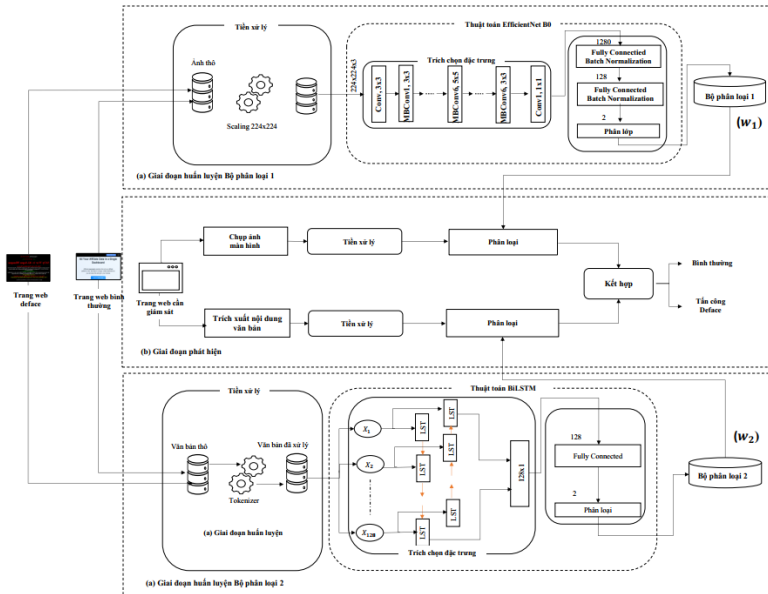 Tiền xử lý
Thuật toán EfficientNet B0
Ảnh thô
Scaling 224x224
224x224x3
Trích chọn đặc trưng
Conv, 3x3
MBConv1, 3x3
MBConv6, 5x5
MBConv6, 3x3
Conv, 1x1
1280
Fully Connectied
Batch Normalization
128
Fully Connectied
Batch Normalization
2
Phân lớp
Bộ phân loại 1
(w₁)
(a) Giai đoạn huấn luyện Bộ phân loại 1
Trang web
deface
Trang web bình
thường
Trang web cần
giám sát
Chụp ảnh
màn hình
Tiền xử lý
Phân loại
Trích xuất nội dung
văn bản
Tiền xử lý
Phân loại
Kết hợp
Bình thường
Tấn công
Deface
(b) Giai đoạn phát hiện
Tiền xử lý
Thuật toán BiLSTM
Văn bản thô
Văn bản đã xử lý
Tokenizer
(a) Giai đoạn huấn luyện
X₁
X₂
X₁₂₈
LST
LST
LST
LST
LST
LST
128x1
Trích chọn đặc trưng
128
Fully Connected
2
Phân loại
(w₂)
Bộ phân loại 2
(a) Giai đoạn huấn luyện Bộ phân loại 2